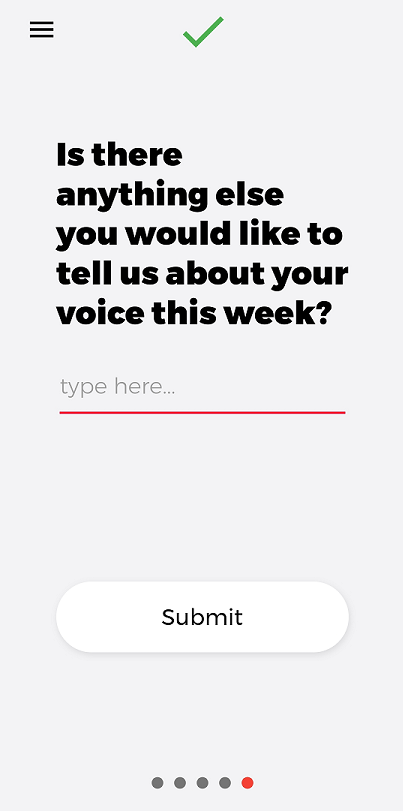 Is there
anything else
you would like to
tell us about your
voice this week?
type here...
Submit